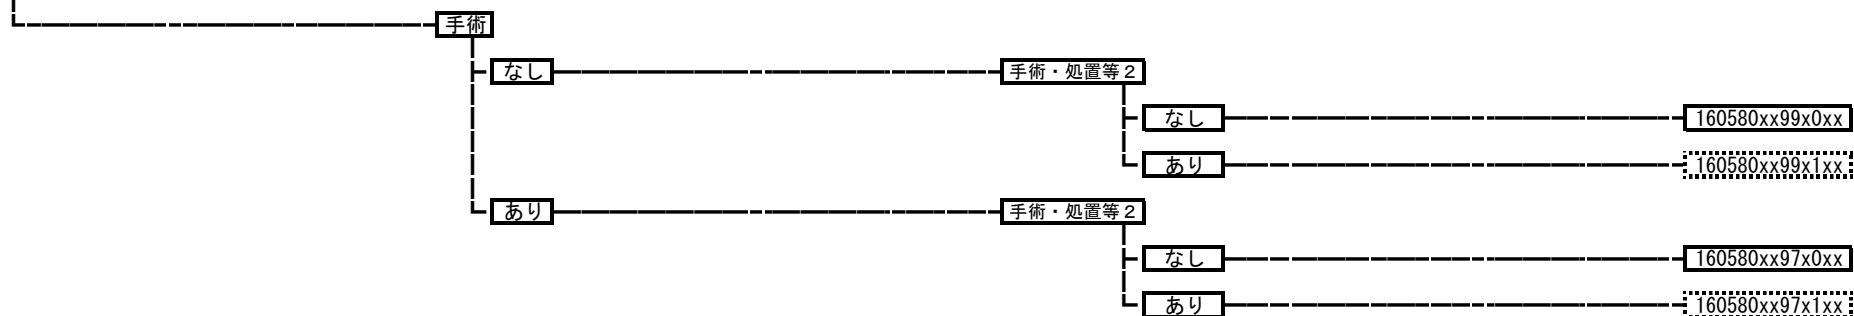 手術
なし 手術・処置等２
なし 160580xx99x0xx
あり 160580xx99x1xx
あり 手術・処置等２
なし 160580xx97x0xx
あり 160580xx97x1xx